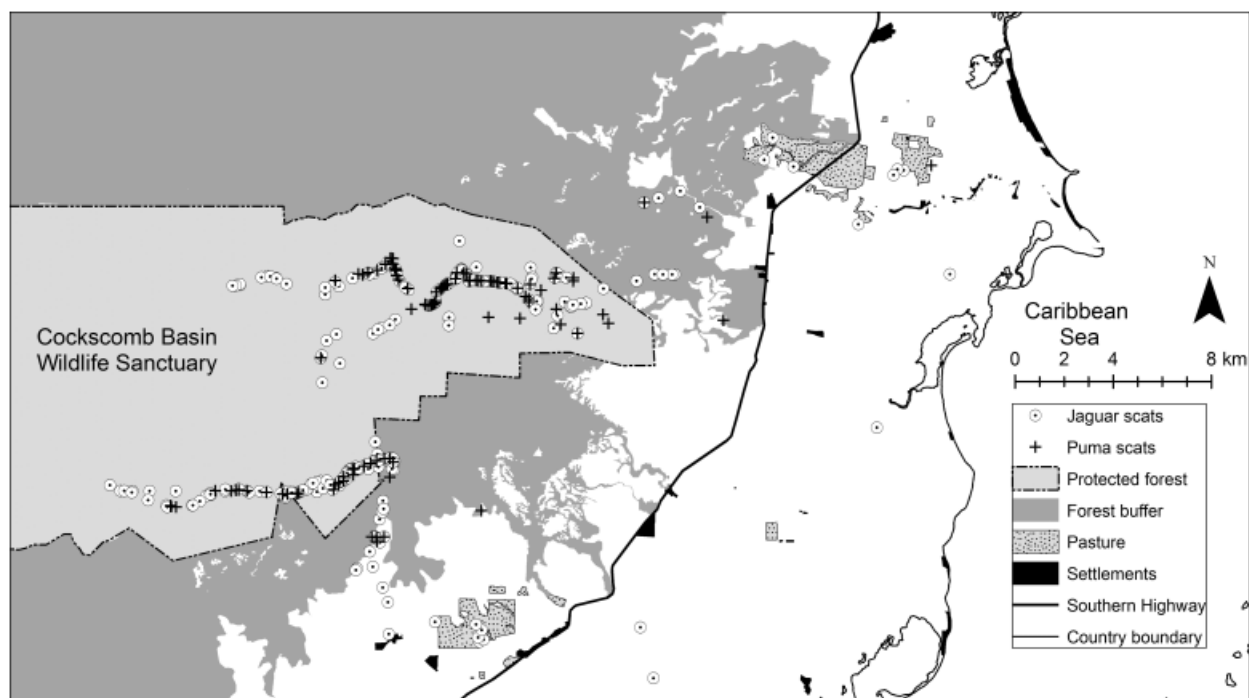 Cockscomb Basin
Wildlife Sanctuary
N
Caribbean
Sea
0 2 4 8 km
Jaguar scats
Puma scats
Protected forest
Forest buffer
Pasture
Settlements
Southern Highway
Country boundary